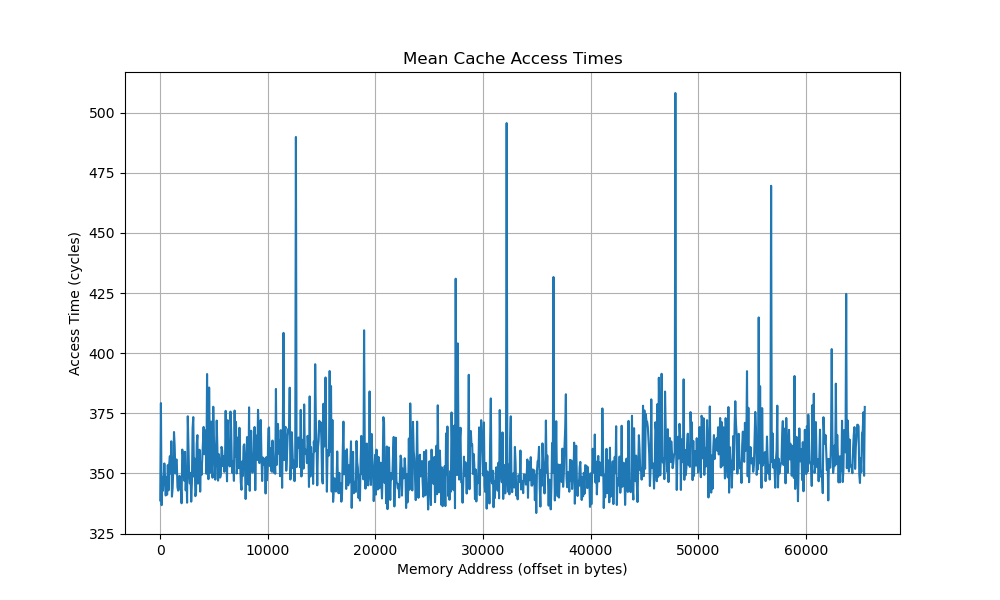 Mean Cache Access Times
500
475
450
425
400
375
350
325
Access Time (cycles)
0 10000 20000 30000 40000 50000 60000
Memory Address (offset in bytes)